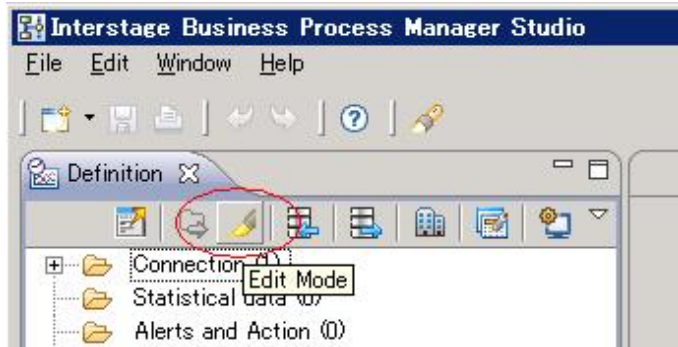 Interstage Business Process Manager Studio
File Edit Window Help
Definition
Connection (1)
Edit Mode
Statistical data (0)
Alerts and Action (0)